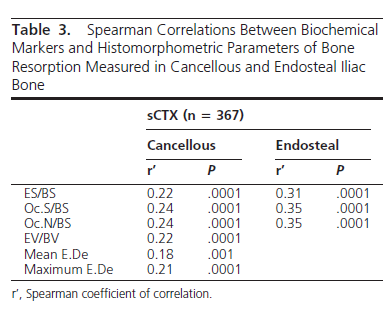 Table 3. Spearman Correlations Between Biochemical
Markers and Histomorphometric Parameters of Bone
Resorption Measured in Cancellous and Endosteal Iliac
Bone
sCTX (n = 367)
Cancellous Endosteal
r' P r' P
ES/BS 0.22 .0001 0.31 .0001
Oc.S/BS 0.24 .0001 0.35 .0001
Oc.N/BS 0.24 .0001 0.35 .0001
EV/BV 0.22 .0001
Mean E.De 0.18 .001
Maximum E.De 0.21 .0001
r', Spearman coefficient of correlation.